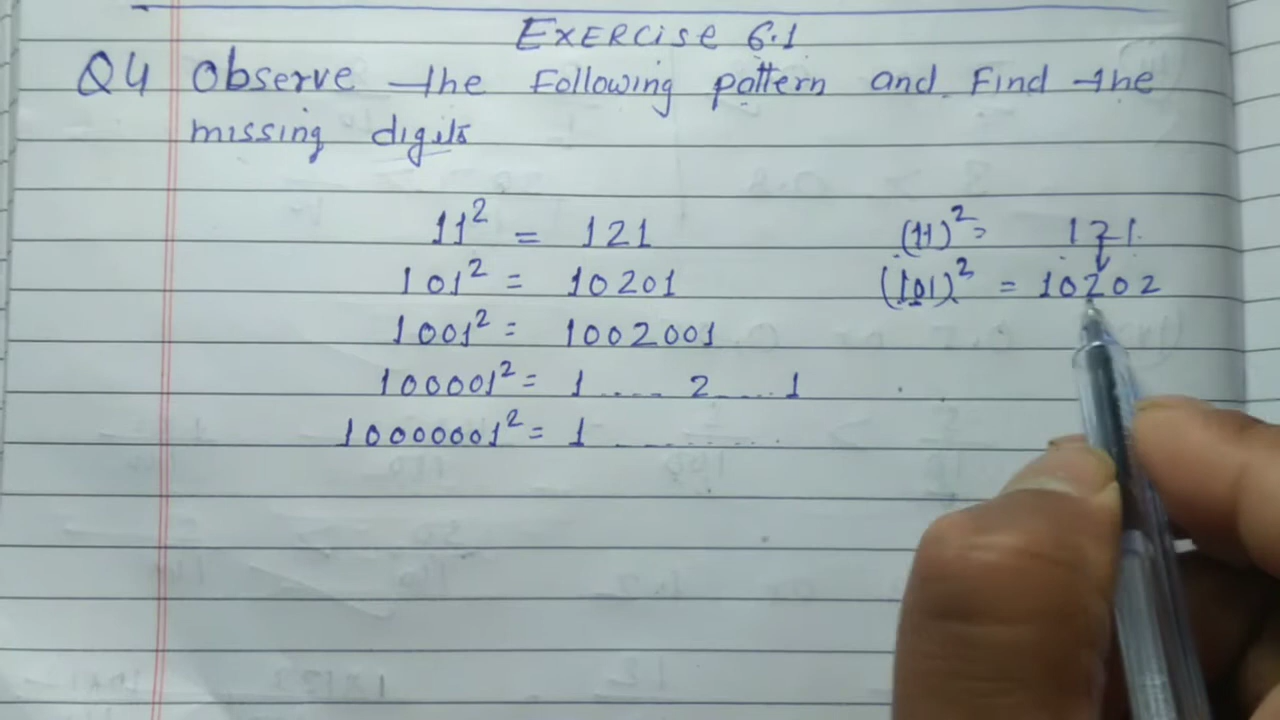 Exercise 6.1
Q4 Observe the Following pattern and Find the
missing digits
11² = 121
(11)² = 121
101² = 10201
(101)² = 10202
1001² = 1002001
100001² = 1 .... 2 .... 1
10000001² = 1 ..........